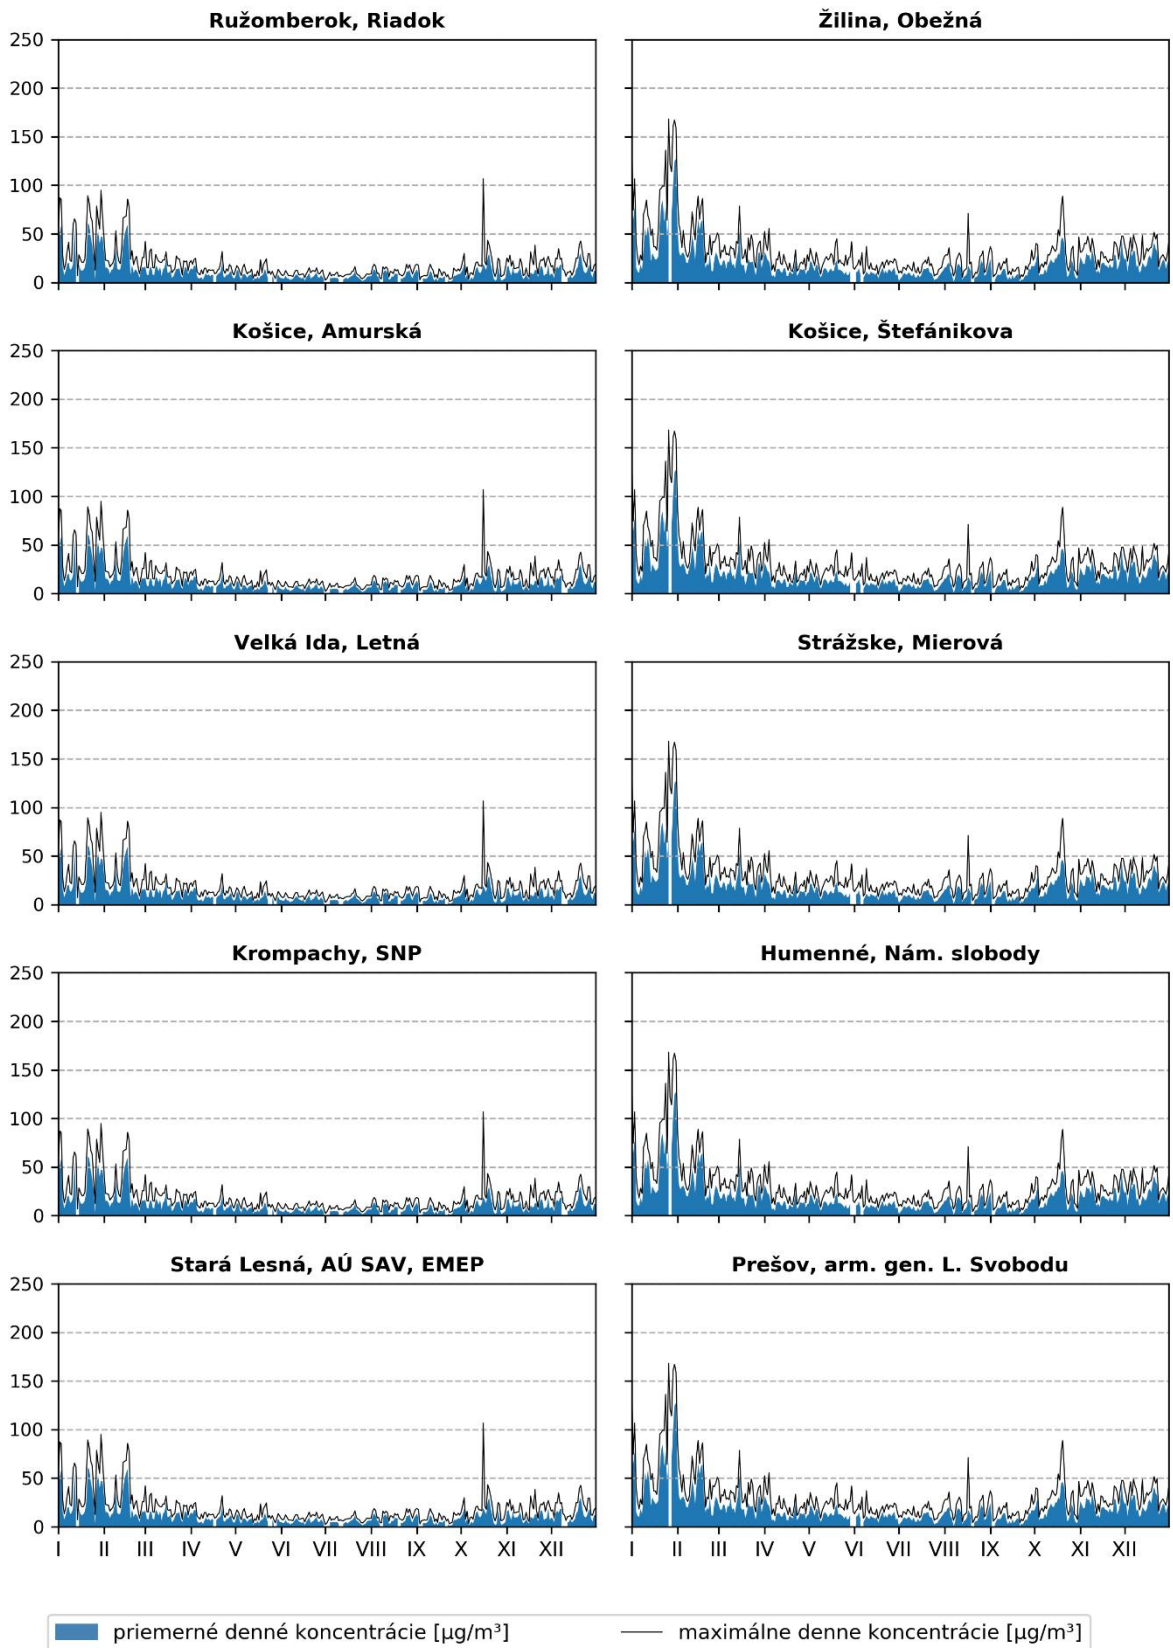 Ružomberok, Riadok
Žilina, Obežná
250
200
150
100
50
0
Košice, Amurská
Košice, Štefánikova
250
200
150
100
50
0
Velká Ida, Letná
Strážske, Mierová
250
200
150
100
50
0
Krompachy, SNP
Humenné, Nám. slobody
250
200
150
100
50
0
Stará Lesná, AÚ SAV, EMEP
Prešov, arm. gen. L. Svobodu
250
200
150
100
50
0
I II III IV V VI VII VIII IX X XI XII
I II III IV V VI VII VIII IX X XI XII
priemerné denné koncentrácie [µg/m³]
maximálne denne koncentrácie [µg/m³]